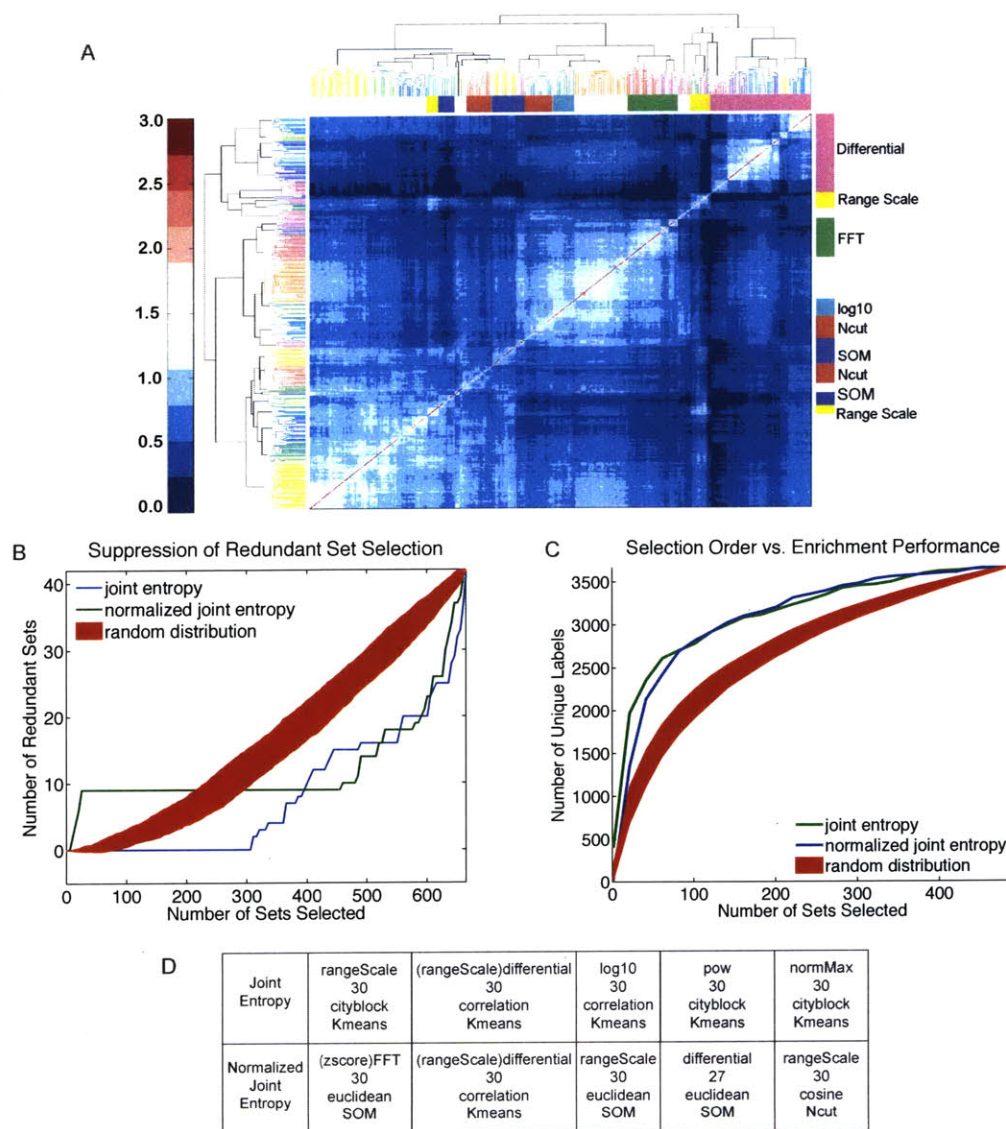 A
3.0
2.5
2.0
1.5
1.0
0.5
0.0
Differential
Range Scale
FFT
log10
Ncut
SOM
Ncut
SOM
Range Scale
B
Suppression of Redundant Set Selection
joint entropy
normalized joint entropy
random distribution
Number of Redundant Sets
40
30
20
10
0
0 100 200 300 400 500 600
Number of Sets Selected
C
Selection Order vs. Enrichment Performance
Number of Unique Labels
3500
3000
2500
2000
1500
1000
500
0
joint entropy
normalized joint entropy
random distribution
0 100 200 300 400
Number of Sets Selected
D
Joint
Entropy
rangeScale
30
cityblock
Kmeans
(rangeScale)differential
30
correlation
Kmeans
log10
30
correlation
Kmeans
pow
30
cityblock
Kmeans
normMax
30
cityblock
Kmeans
Normalized
Joint
Entropy
(zscore)FFT
30
euclidean
SOM
(rangeScale)differential
30
correlation
Kmeans
rangeScale
30
euclidean
SOM
differential
27
euclidean
SOM
rangeScale
30
cosine
Ncut